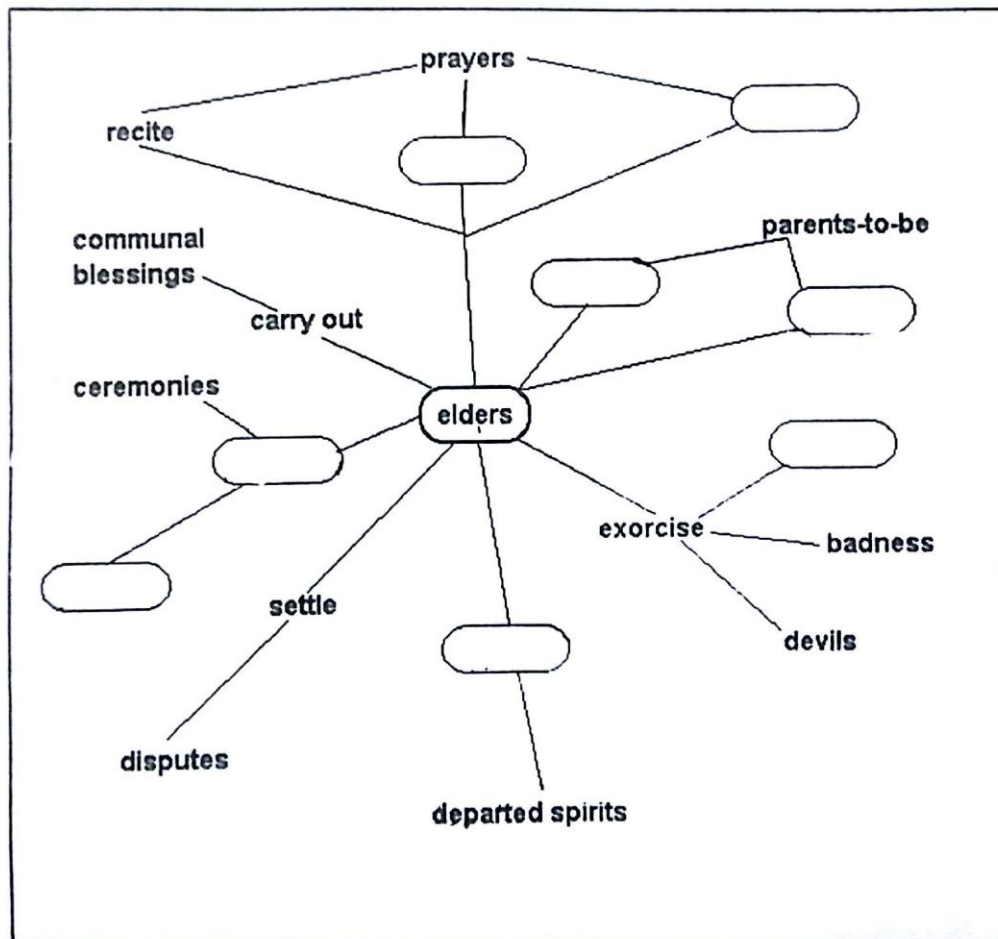 prayers
recite
communal
blessings
parents-to-be
carry out
ceremonies
elders
exorcise
badness
settle
devils
disputes
departed spirits